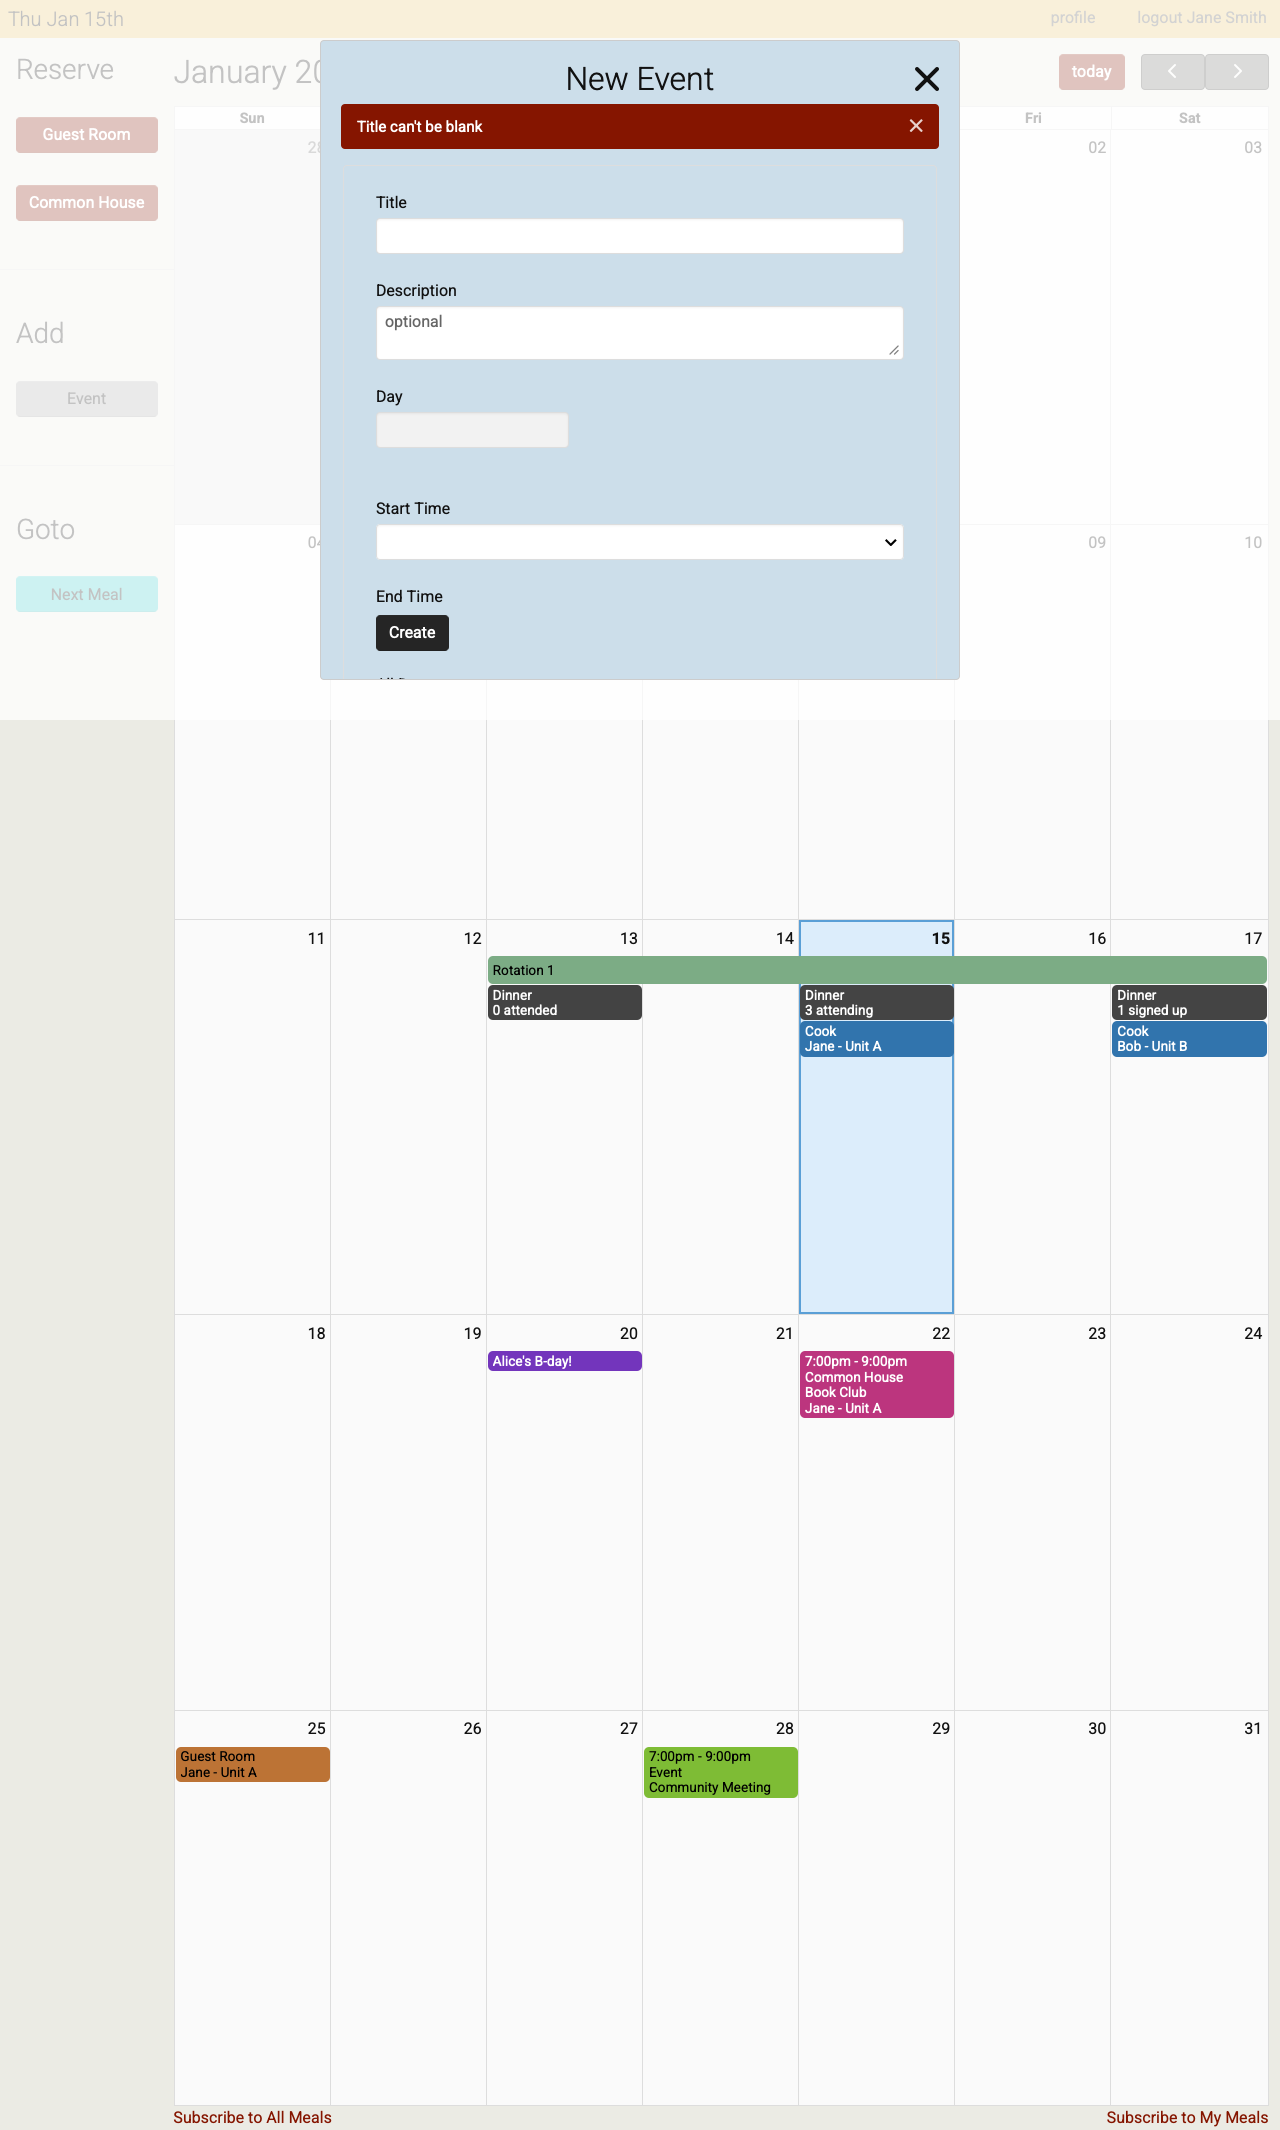 Thu Jan 15th
profile
logout Jane Smith
Reserve
Guest Room
Common House
Add
Event
Goto
Next Meal
January 20
today
New Event
Title can't be blank
Title
Description
optional
Day
Start Time
End Time
Create
Sun
Fri
Sat
28
02
03
04
09
10
11
12
13
14
15
16
17
Rotation 1
Dinner
0 attended
Dinner
3 attending
Cook
Jane - Unit A
Dinner
1 signed up
Cook
Bob - Unit B
18
19
20
21
22
23
24
Alice's B-day!
7:00pm - 9:00pm
Common House
Book Club
Jane - Unit A
25
26
27
28
29
30
31
Guest Room
Jane - Unit A
7:00pm - 9:00pm
Event
Community Meeting
Subscribe to All Meals
Subscribe to My Meals